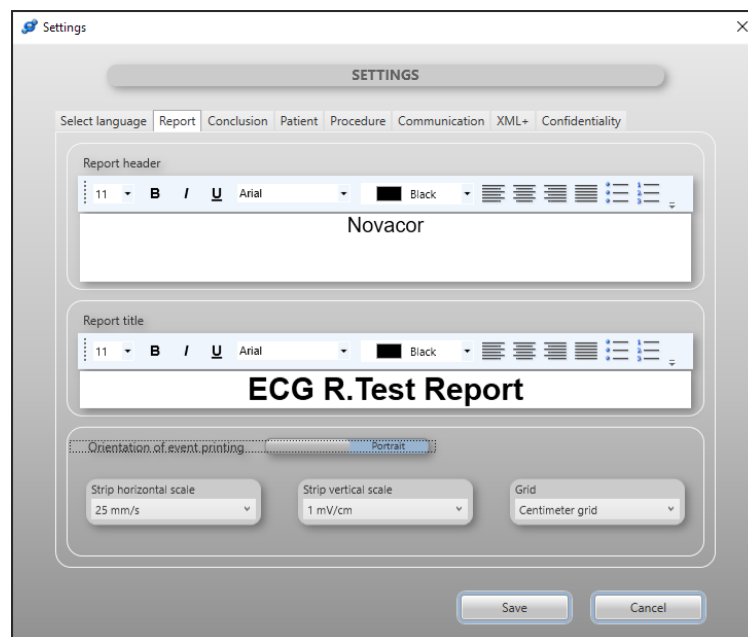 Settings
SETTINGS
Select language Report Conclusion Patient Procedure Communication XML+ Confidentiality
Report header
11 B I U Arial Black
Novacor
Report title
11 B I U Arial Black
ECG R.Test Report
Orientation of event printing Portrait
Strip horizontal scale Strip vertical scale Grid
25 mm/s 1 mV/cm Centimeter grid
Save Cancel